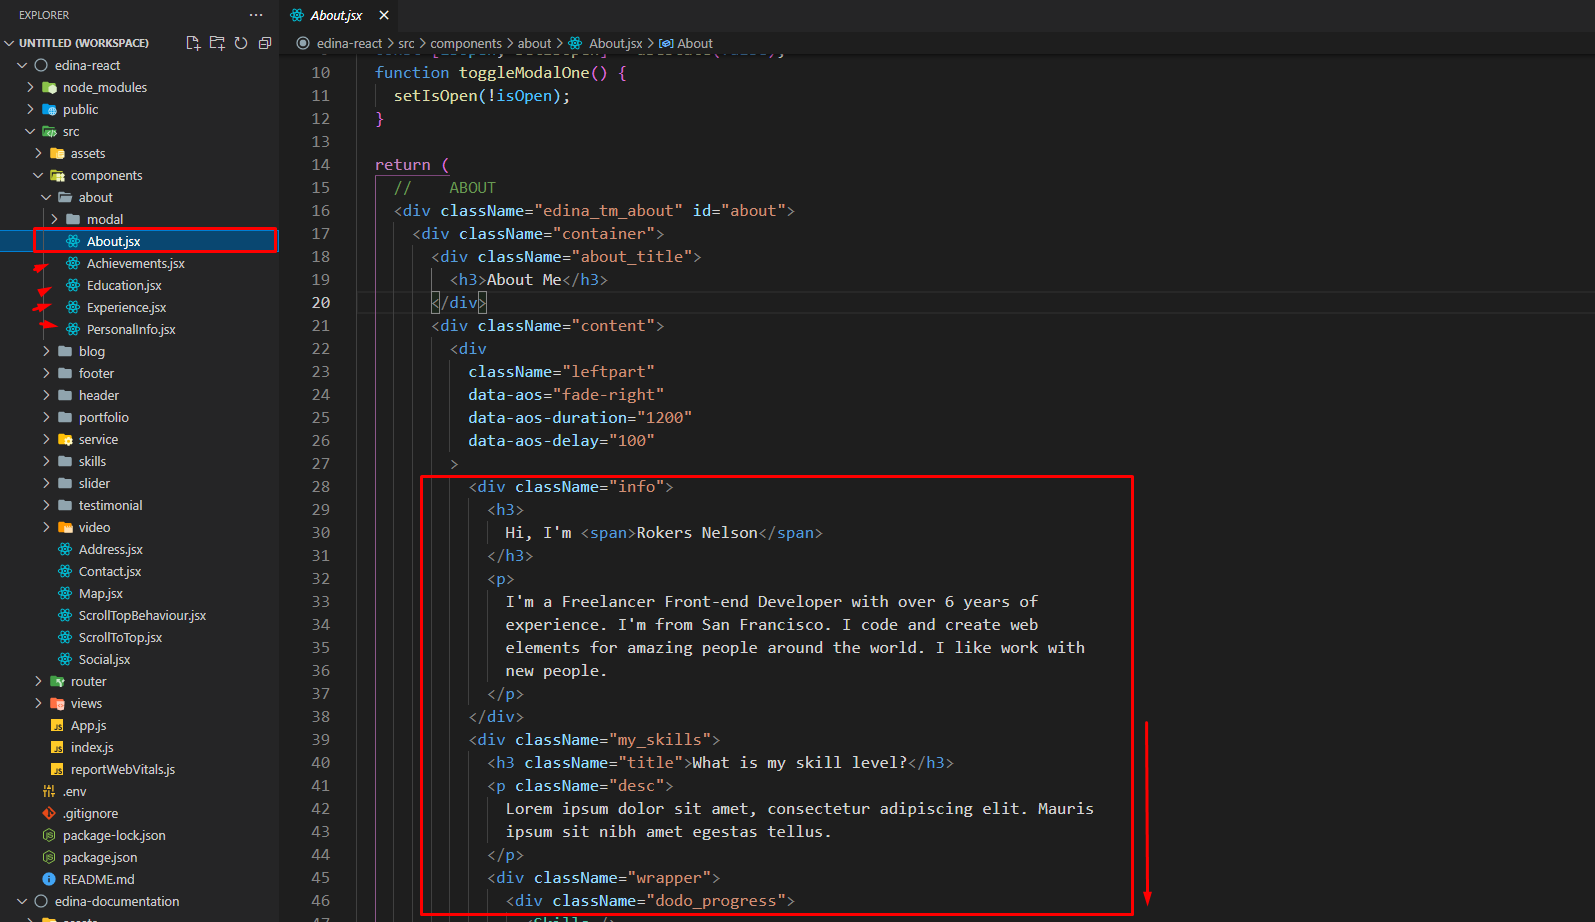 EXPLORER
UNTITLED (WORKSPACE)
edina-react
node_modules
public
src
assets
components
about
modal
About.jsx
Achievements.jsx
Education.jsx
Experience.jsx
PersonalInfo.jsx
blog
footer
header
portfolio
service
skills
slider
testimonial
video
Address.jsx
Contact.jsx
Map.jsx
ScrollTopBehaviour.jsx
ScrollToTop.jsx
Social.jsx
router
views
App.js
index.js
reportWebVitals.js
.env
.gitignore
package-lock.json
package.json
README.md
edina-documentation
About.jsx
edina-react > src > components > about > About.jsx > About
10 function toggleModalOne() {
11 setIsOpen(!isOpen);
12 }
13
14 return (
15 // ABOUT
16 <div className="edina_tm_about" id="about">
17 <div className="container">
18 <div className="about_title">
19 <h3>About Me</h3>
20 </div>
21 <div className="content">
22 <div
23 className="leftpart"
24 data-aos="fade-right"
25 data-aos-duration="1200"
26 data-aos-delay="100"
27 >
28 <div className="info">
29 <h3>
30 Hi, I'm <span>Rokers Nelson</span>
31 </h3>
32 <p>
33 I'm a Freelancer Front-end Developer with over 6 years of
34 experience. I'm from San Francisco. I code and create web
35 elements for amazing people around the world. I like work with
36 new people.
37 </p>
38 </div>
39 <div className="my_skills">
40 <h3 className="title">What is my skill level?</h3>
41 <p className="desc">
42 Lorem ipsum dolor sit amet, consectetur adipiscing elit. Mauris
43 ipsum sit nibh amet egestas tellus.
44 </p>
45 <div className="wrapper">
46 <div className="dodo_progress">